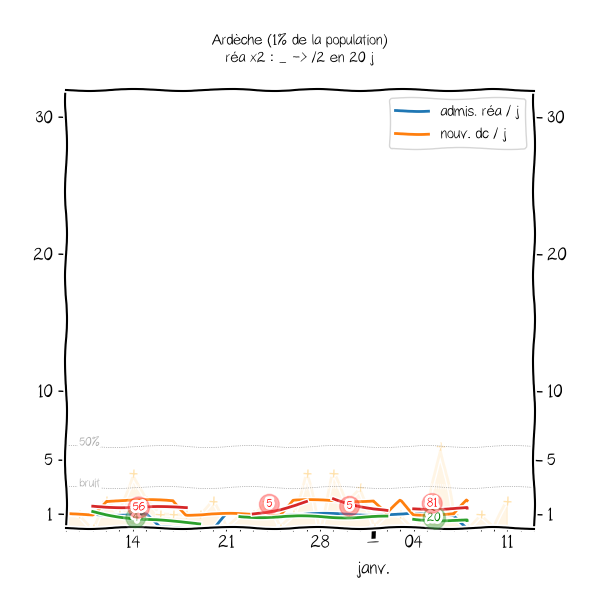 Ardèche (1% de la population)
réa x2 : _ -> /2 en 20 j
admis. réa / j
nouv. dc / j
30 30
20 20
10 10
50%
5 5
bruit
56 5 5 81
20
1 1
14 21 28 1 04 11
janv.